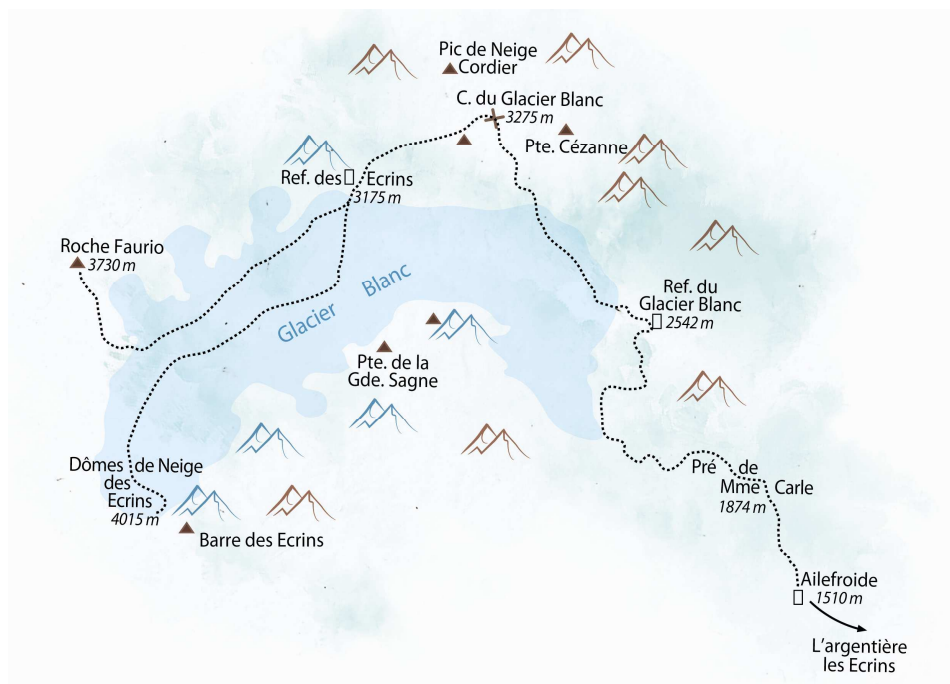 Pic de Neige
Cordier
C. du Glacier Blanc
3275 m
Pte. Cézanne
Ref. des Ecrins
3175 m
Roche Faurio
3730 m
Glacier Blanc
Ref. du
Glacier Blanc
2542 m
Pte. de la
Gde. Sagne
Dômes de Neige
des
Ecrins
4015 m
Barre des Ecrins
Pré de
Mme Carle
1874 m
Ailefroide
1510 m
L'argentière
les Ecrins